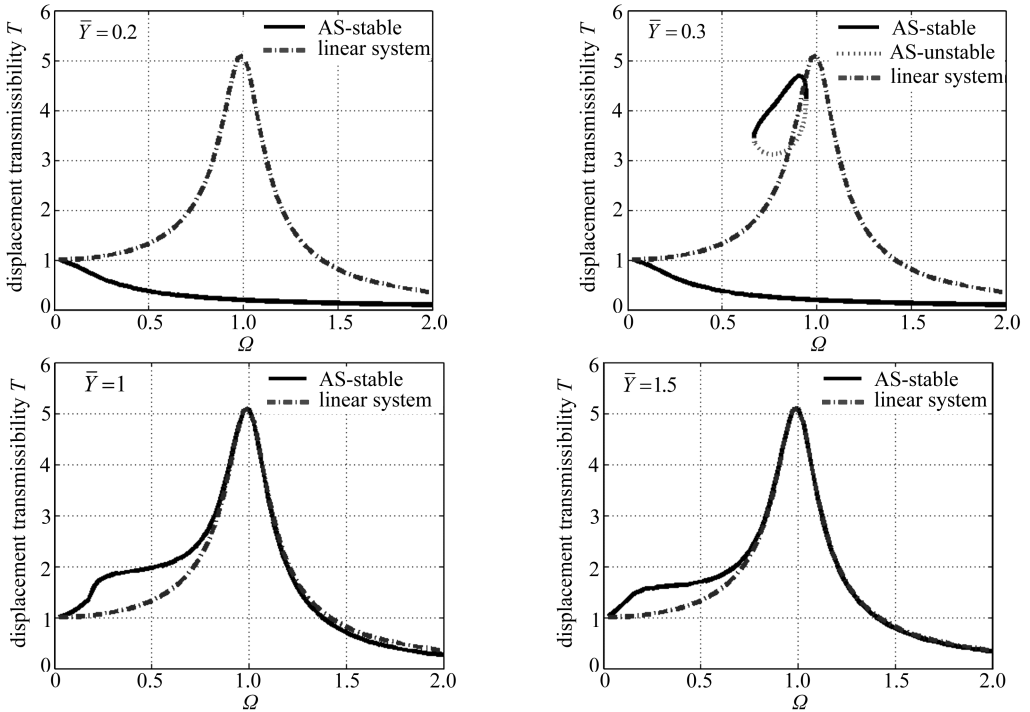 Ȳ = 0.2
AS-stable
linear system
displacement transmissibility T
6
5
4
3
2
1
0
0
0.5
1.0
1.5
2.0
Ω
Ȳ = 0.3
AS-stable
AS-unstable
linear system
displacement transmissibility T
6
5
4
3
2
1
0
0
0.5
1.0
1.5
2.0
Ω
Ȳ =1
AS-stable
linear system
displacement transmissibility T
6
5
4
3
2
1
0
0
0.5
1.0
1.5
2.0
Ω
Ȳ =1.5
AS-stable
linear system
displacement transmissibility T
6
5
4
3
2
1
0
0
0.5
1.0
1.5
2.0
Ω